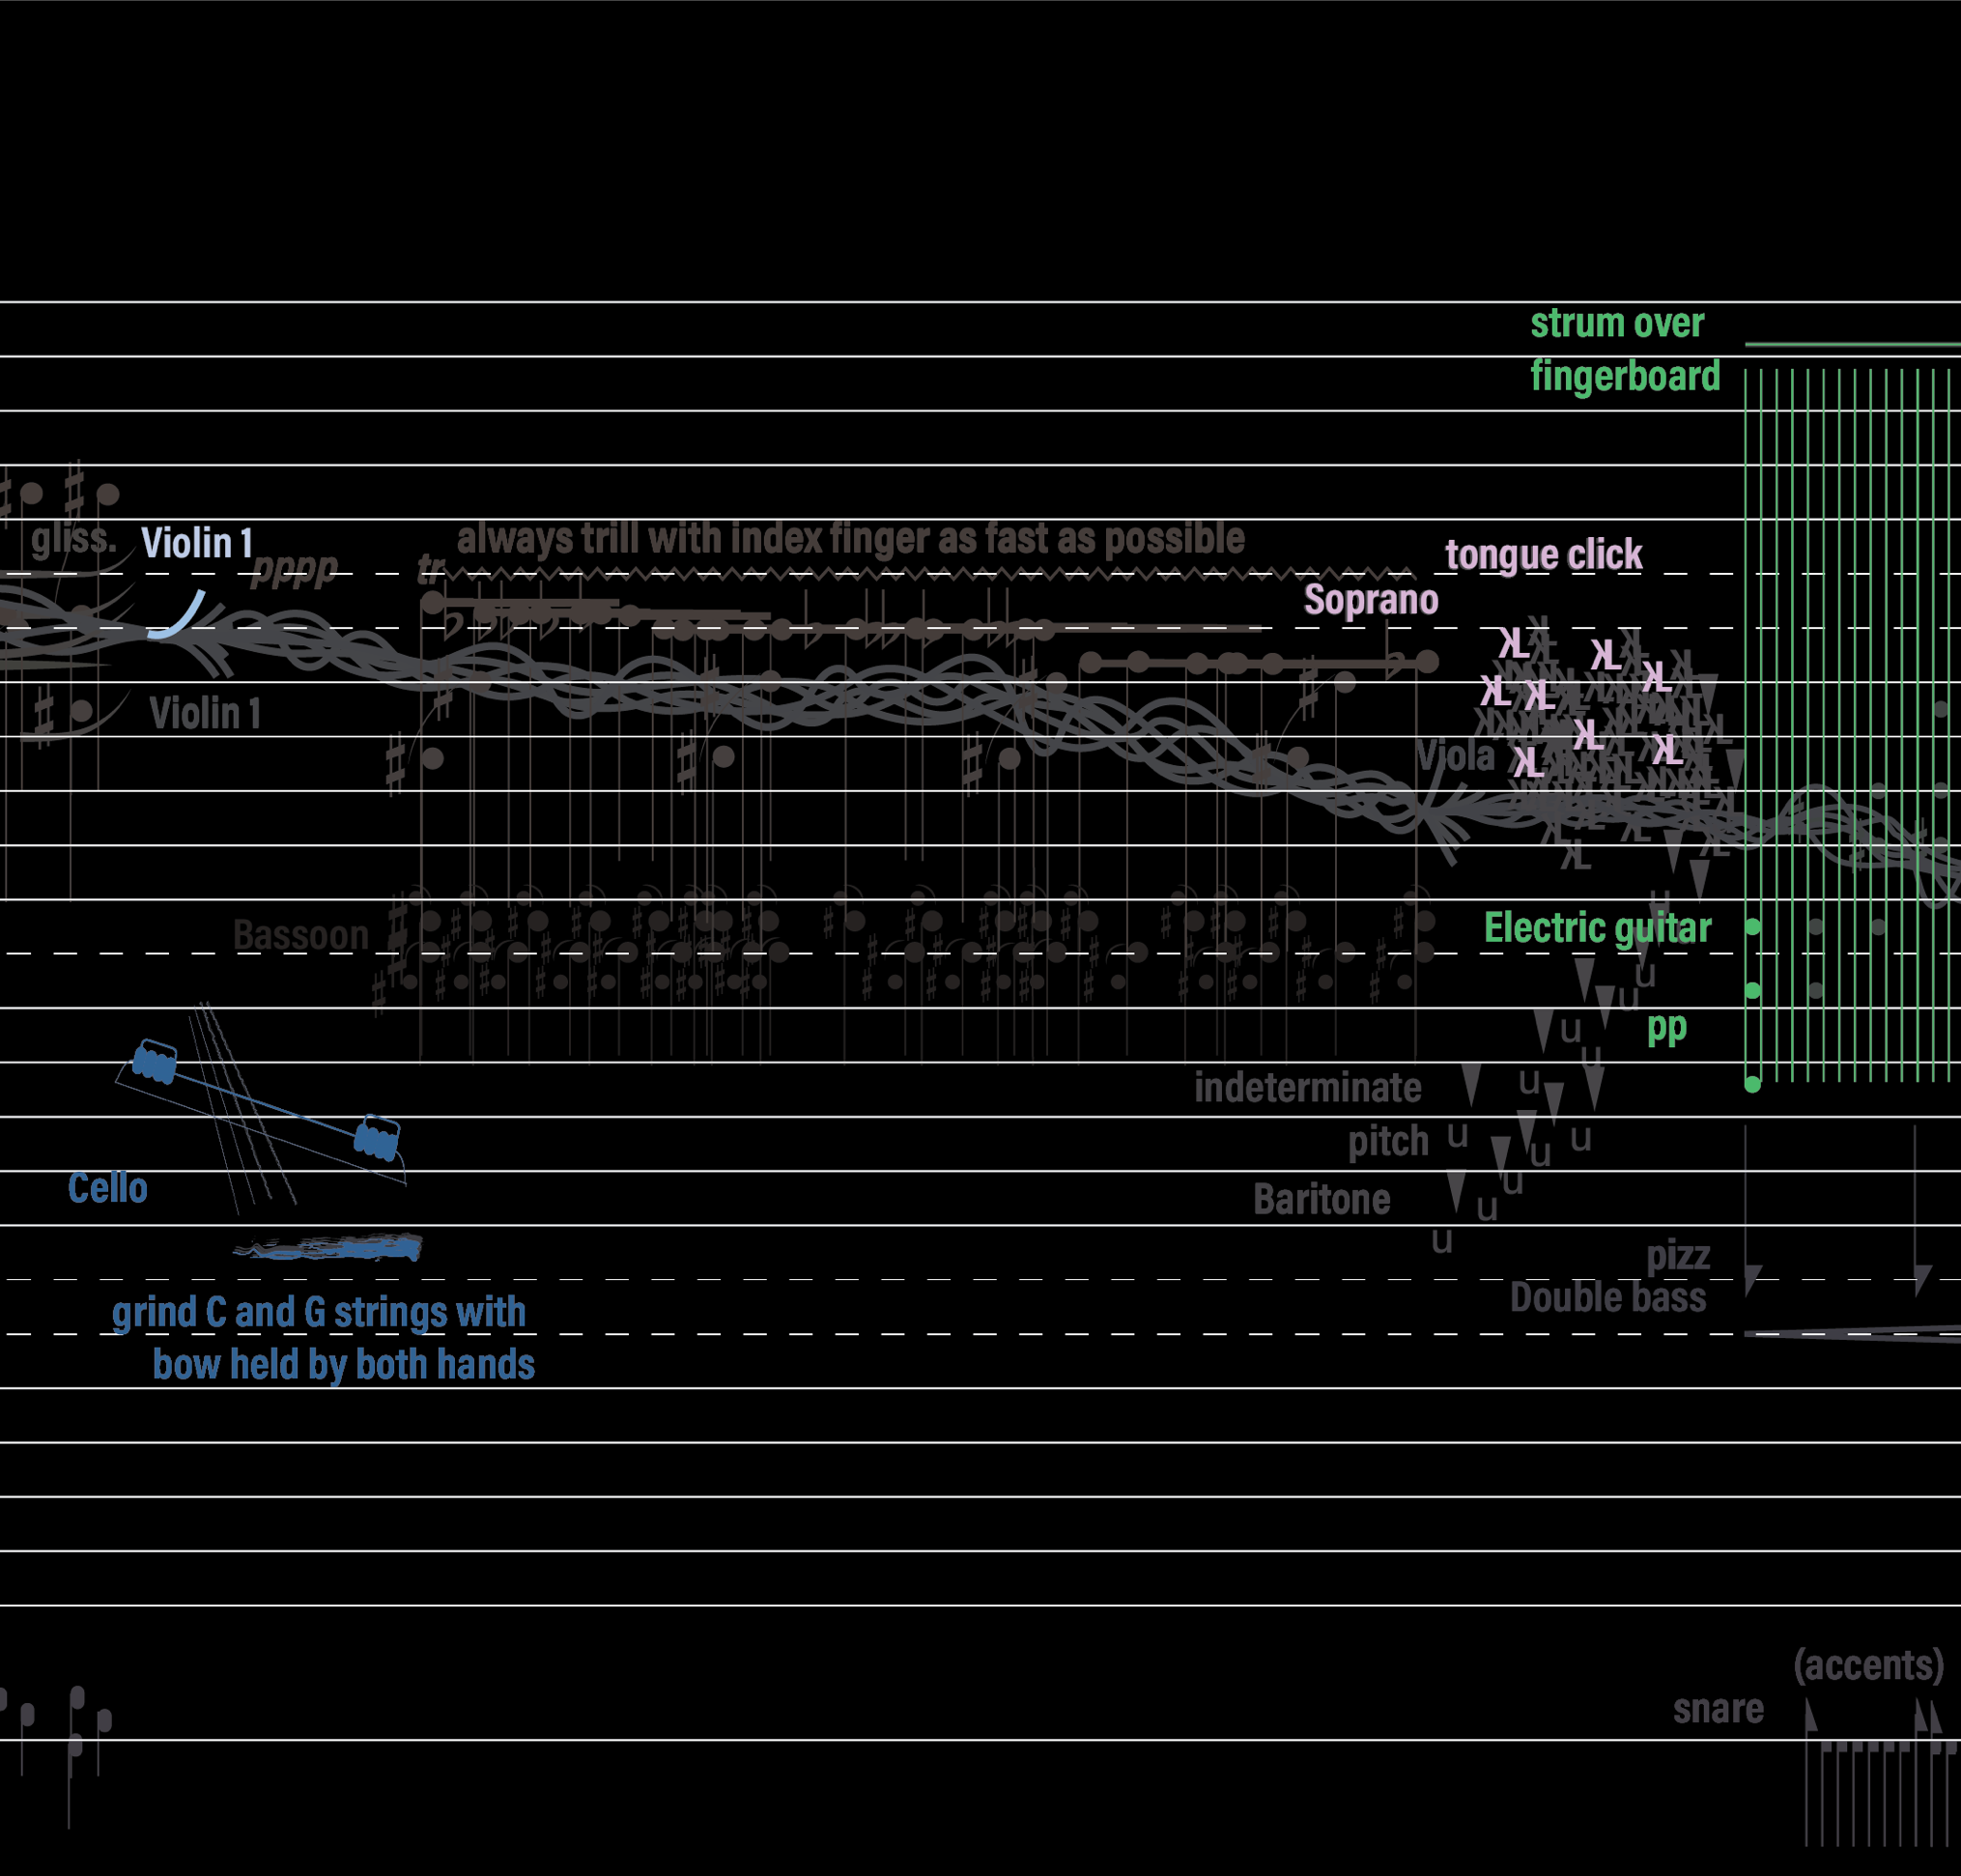 strum over
fingerboard
gliss.
Violin 1
pppp
tr
always trill with index finger as fast as possible
tongue click
Soprano
Violin 1
Viola
Bassoon
Electric guitar
pp
indeterminate
pitch
Baritone
u
u
u
u
u
u
u
u
u
u
u
Cello
grind C and G strings with
bow held by both hands
pizz
Double bass
(accents)
snare